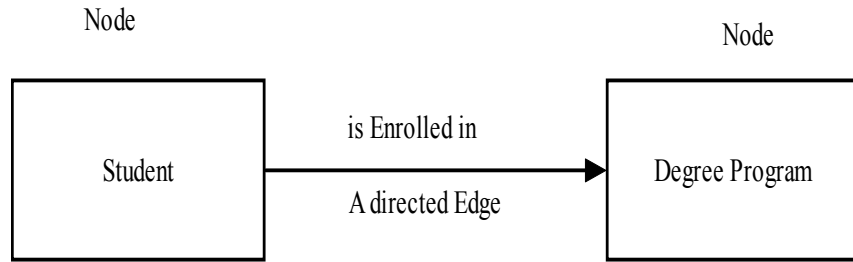 Node
Node
is Enrolled in
Student
Degree Program
A directed Edge